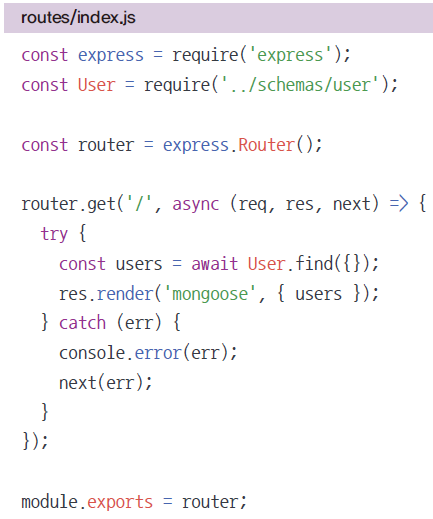 routes/index.js
const express = require('express');
const User = require('../schemas/user');
const router = express.Router();
router.get('/', async (req, res, next) => {
try {
const users = await User.find({});
res.render('mongoose', { users });
} catch (err) {
console.error(err);
next(err);
}
});
module.exports = router;